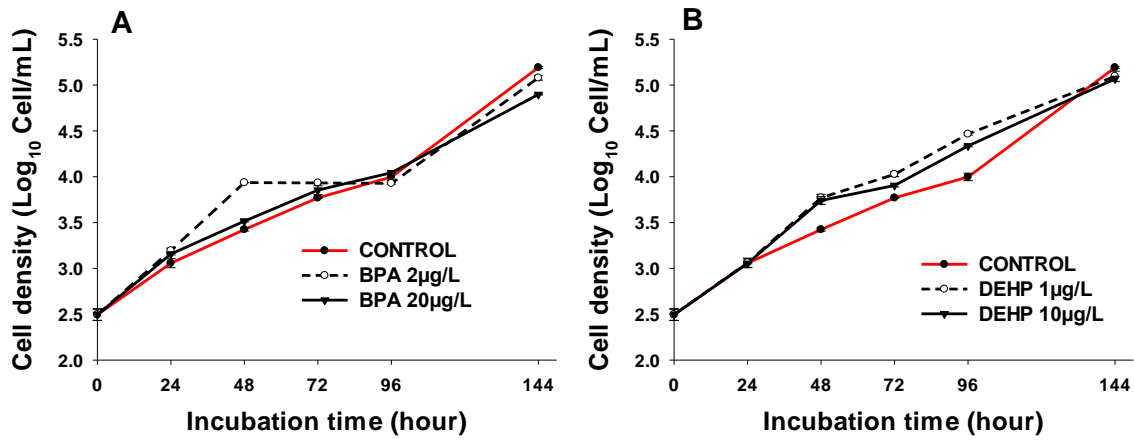 A
Cell density (Log10 Cell/mL)
5.5
5.0
4.5
4.0
3.5
3.0
2.5
2.0
CONTROL
BPA 2µg/L
BPA 20µg/L
0 24 48 72 96 144
Incubation time (hour)
B
Cell density (Log10 Cell/mL)
5.5
5.0
4.5
4.0
3.5
3.0
2.5
2.0
CONTROL
DEHP 1µg/L
DEHP 10µg/L
0 24 48 72 96 144
Incubation time (hour)